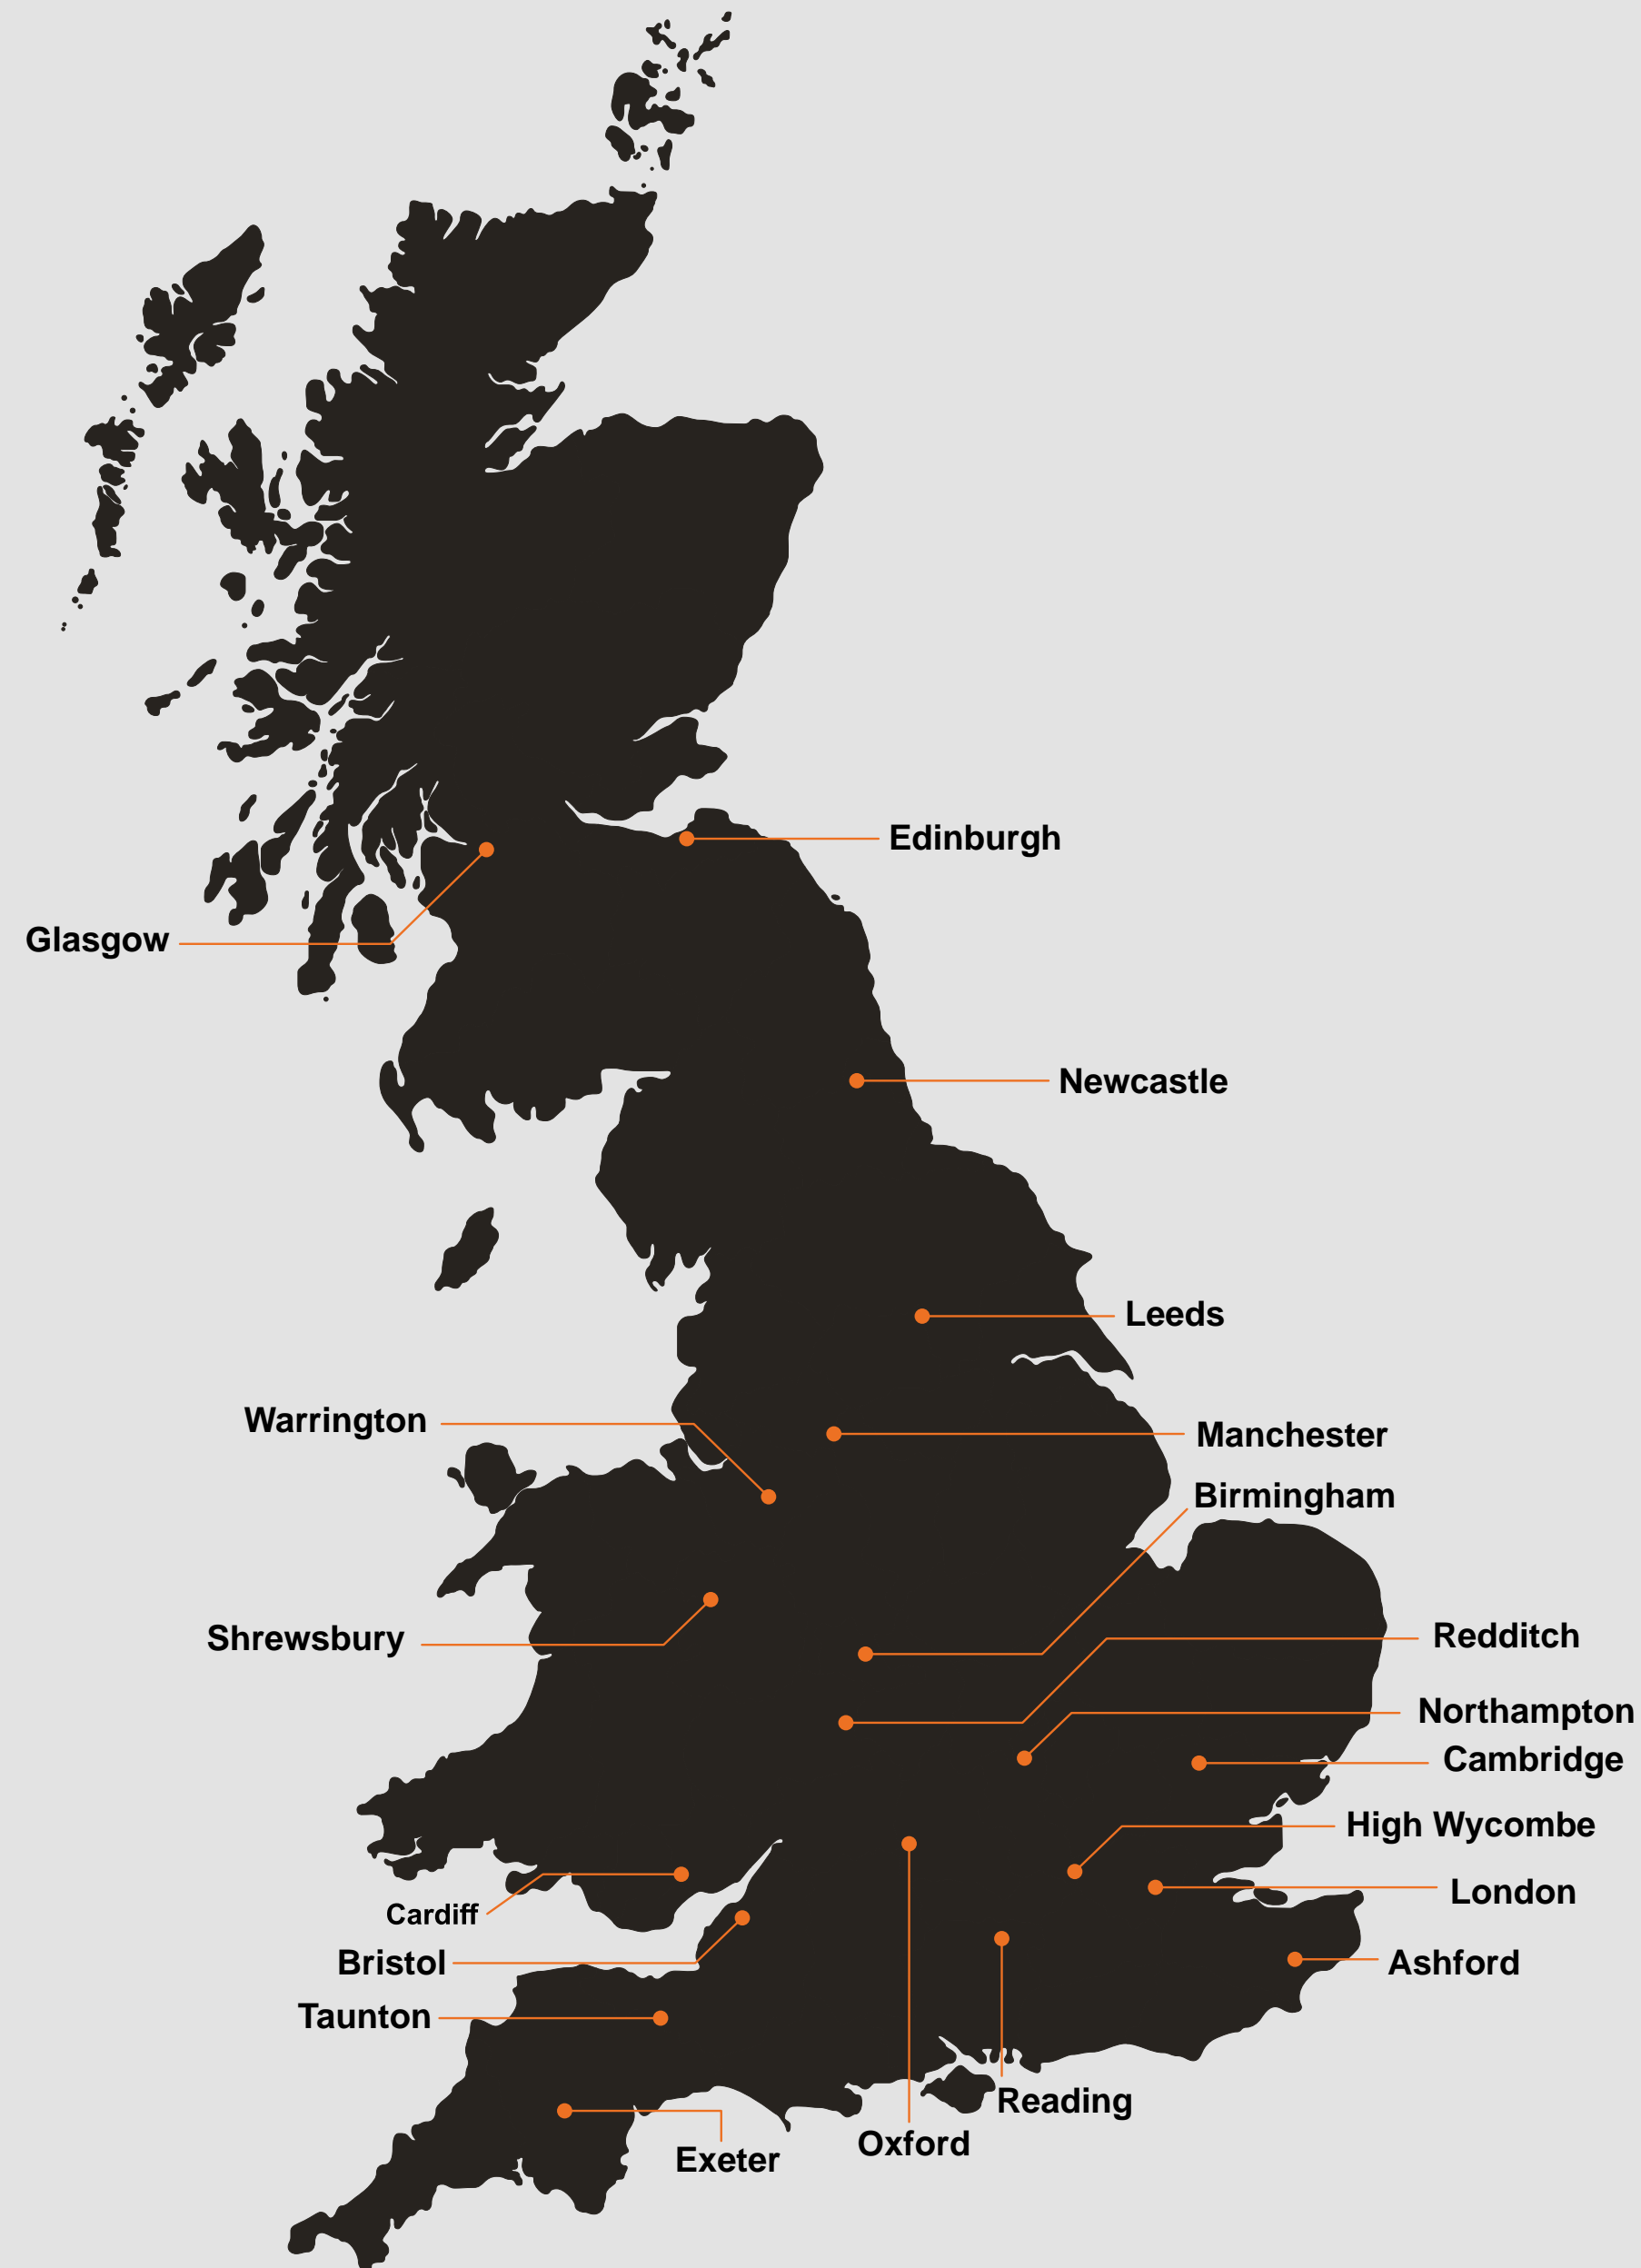 Edinburgh
Glasgow
Newcastle
Leeds
Warrington
Manchester
Birmingham
Shrewsbury
Redditch
Northampton
Cambridge
High Wycombe
London
Cardiff
Bristol
Ashford
Taunton
Reading
Oxford
Exeter